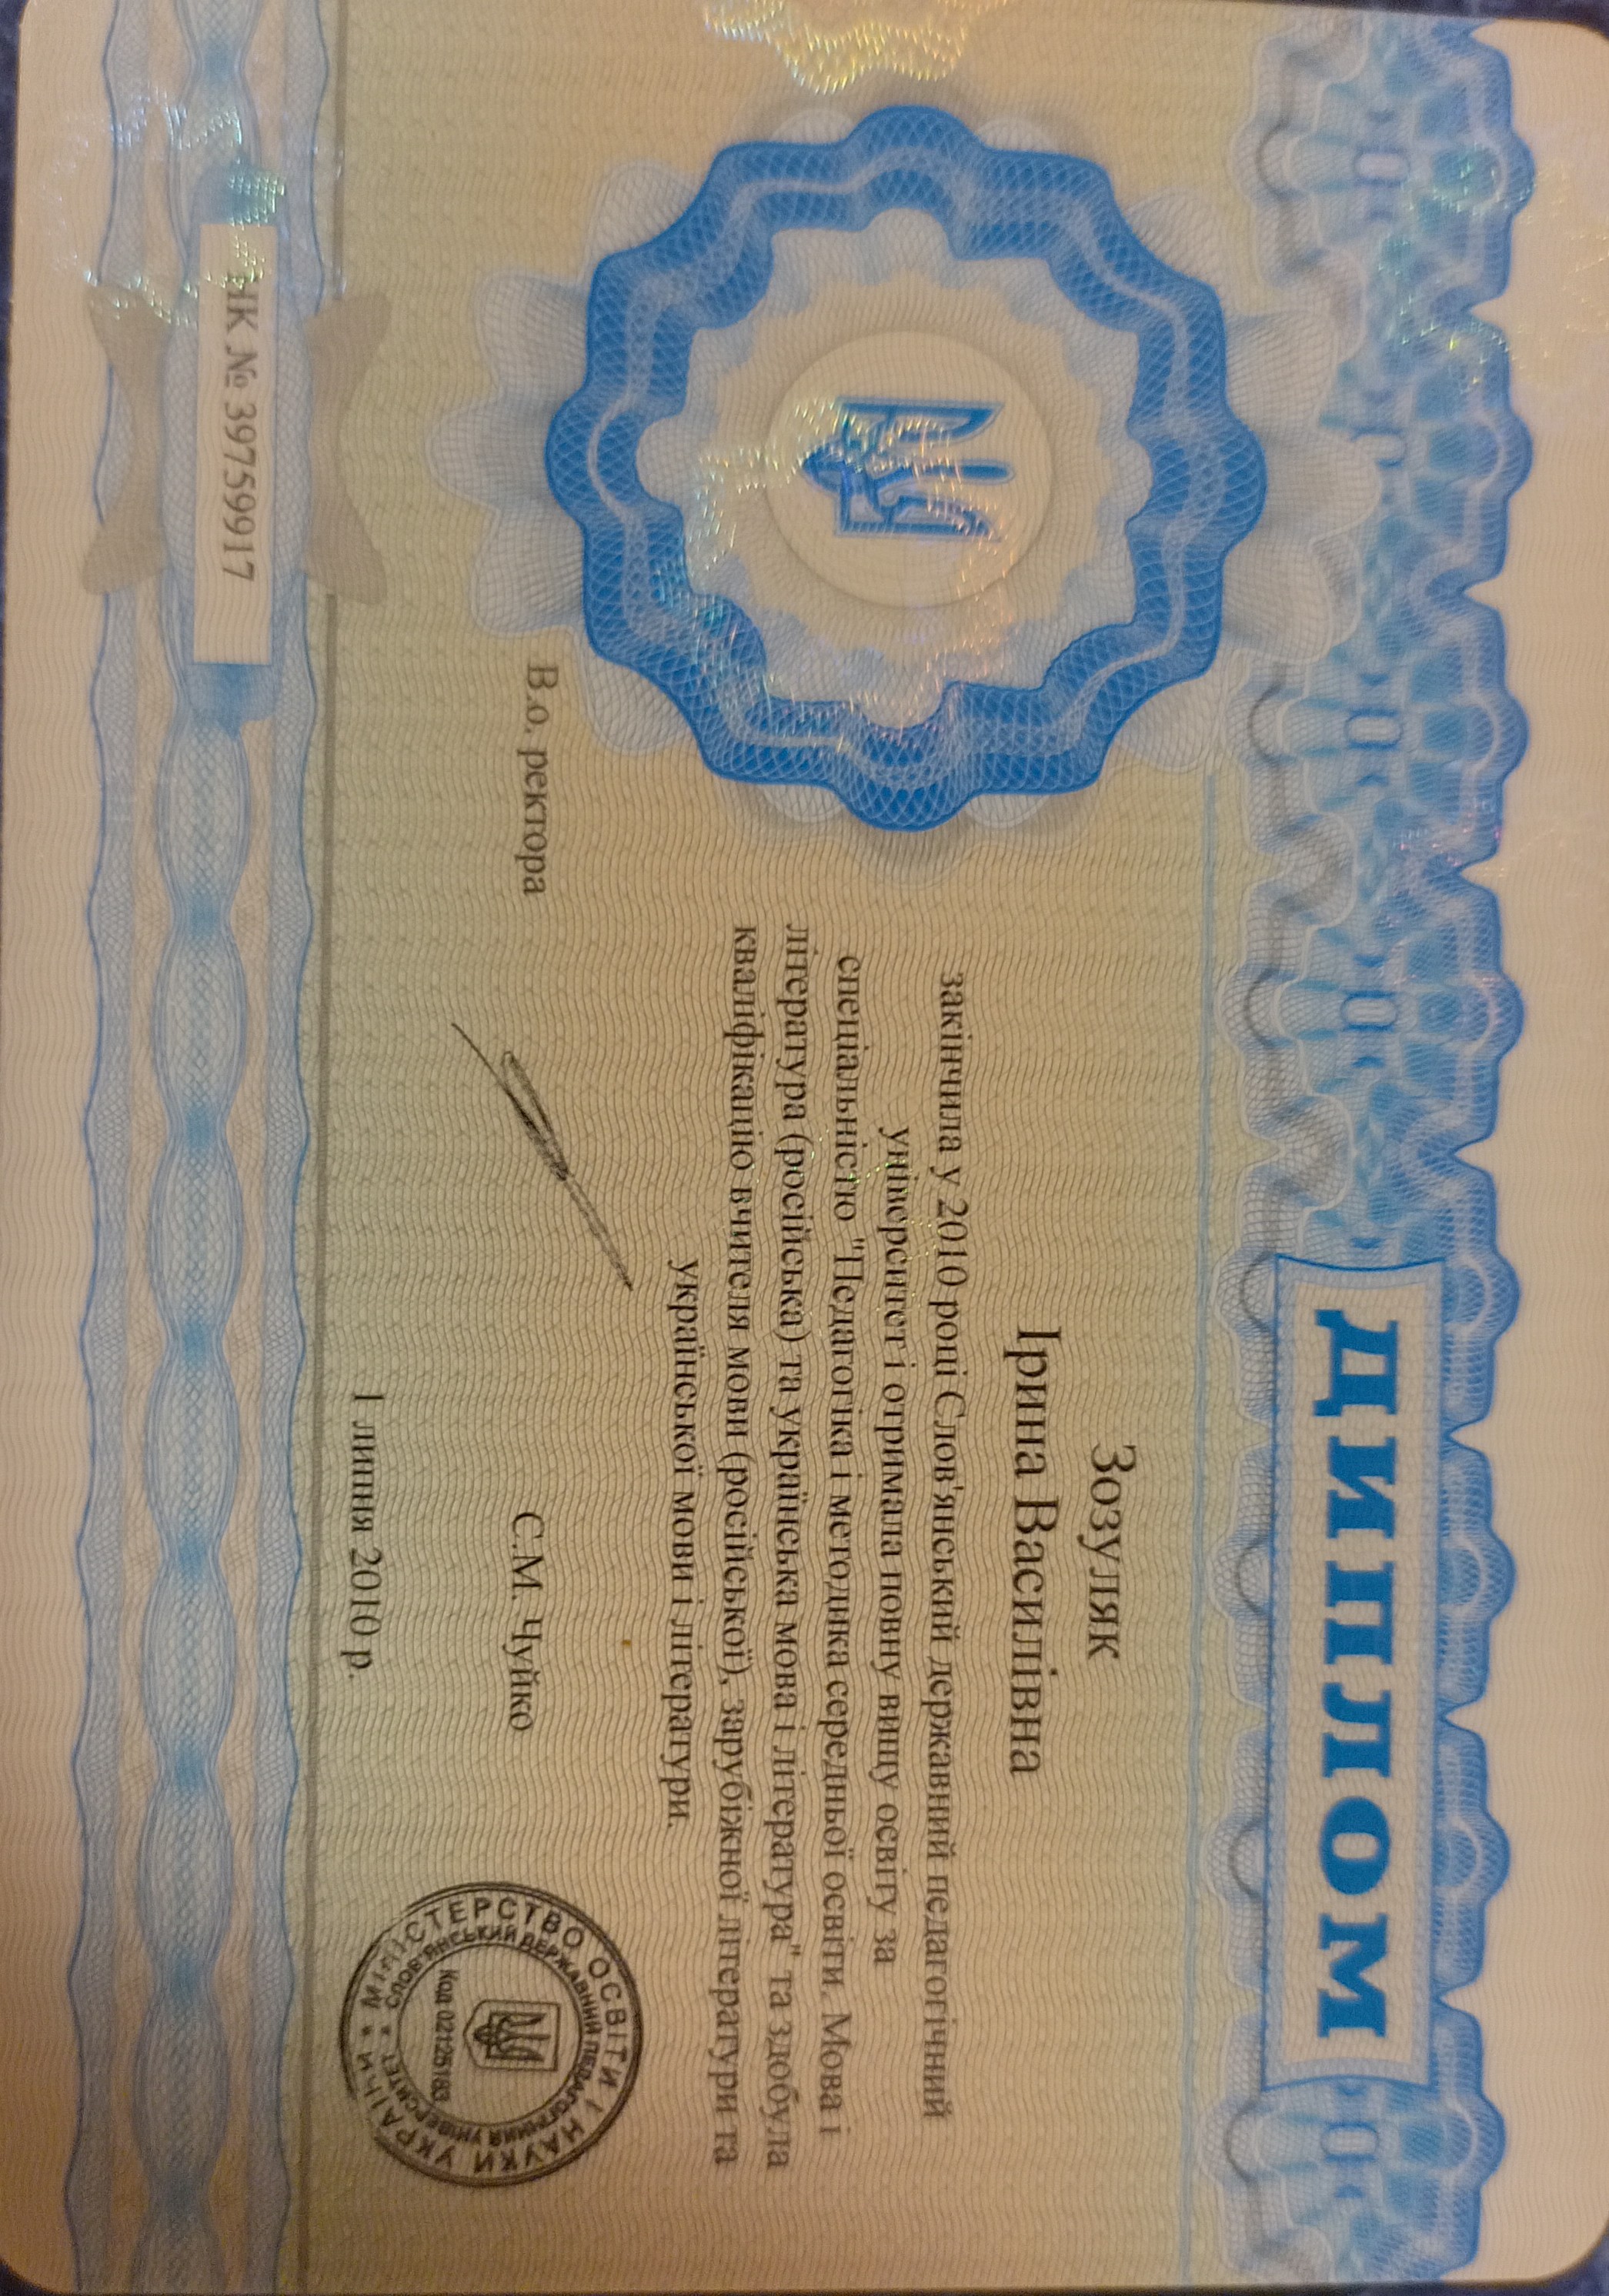 ДИПЛОМ
Зозуляк
Ірина Василівна
закінчила у 2010 році Слов'янський державний педагогічний
університет і отримала повну вищу освіту за
спеціальністю "Педагогіка і методика середньої освіти. Мова і
література (російська) та українська мова і література" та здобула
кваліфікацію вчителя мови (російської), зарубіжної літератури та
української мови і літератури.
В.о. ректора
С.М. Чуйко
1 липня 2010 р.
МІНІСТЕРСТВО ОСВІТИ І НАУКИ УКРАЇНИ
СЛОВ'ЯНСЬКИЙ ДЕРЖАВНИЙ ПЕДАГОГІЧНИЙ УНІВЕРСИТЕТ
Код 02125183
НК № 39759917